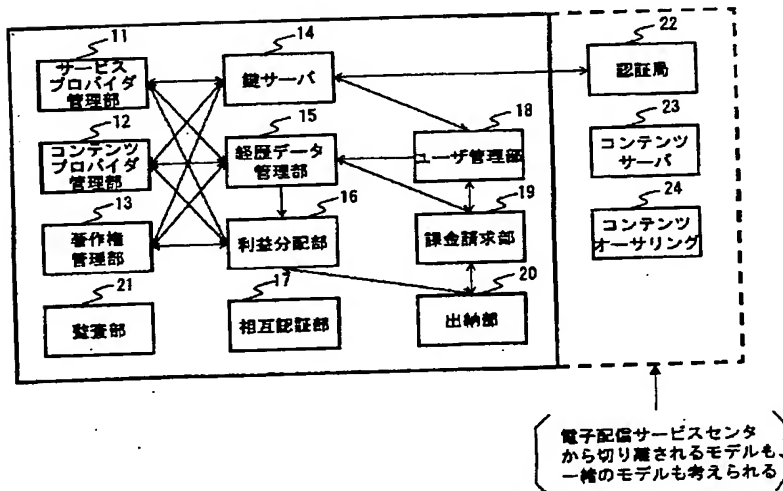 11
サービス
プロバイダ
管理部
14
鍵サーバ
22
認証局
12
コンテンツ
プロバイダ
管理部
15
経歴データ
管理部
18
ユーザ管理部
23
コンテンツ
サーバ
13
著作権
管理部
16
利益分配部
19
課金請求部
24
コンテンツ
オーサリング
21
監査部
17
相互認証部
20
出納部
電子配信サービスセンタ
から切り離されるモデルも、
一緒のモデルも考えられる